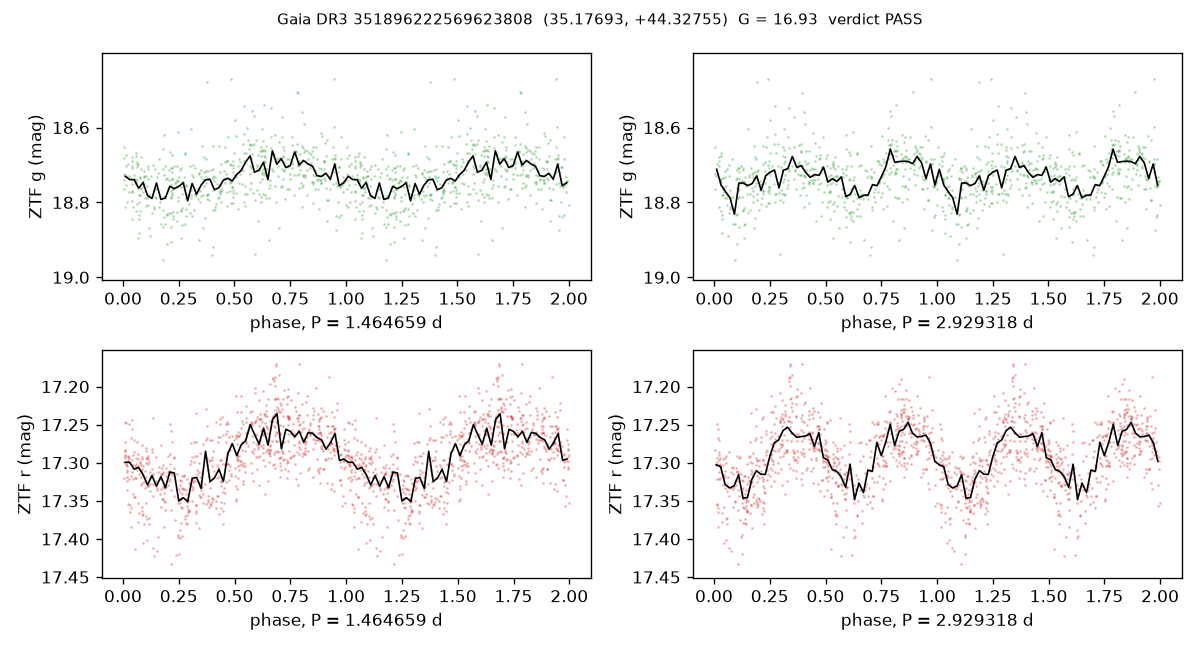 Gaia DR3 351896222569623808  (35.17693, +44.32755)  G = 16.93  verdict PASS
ZTF g (mag)
18.6
18.8
19.0
0.00 0.25 0.50 0.75 1.00 1.25 1.50 1.75 2.00
phase, P = 1.464659 d
ZTF g (mag)
18.6
18.8
19.0
0.00 0.25 0.50 0.75 1.00 1.25 1.50 1.75 2.00
phase, P = 2.929318 d
ZTF r (mag)
17.20
17.25
17.30
17.35
17.40
17.45
0.00 0.25 0.50 0.75 1.00 1.25 1.50 1.75 2.00
phase, P = 1.464659 d
ZTF r (mag)
17.20
17.25
17.30
17.35
17.40
17.45
0.00 0.25 0.50 0.75 1.00 1.25 1.50 1.75 2.00
phase, P = 2.929318 d